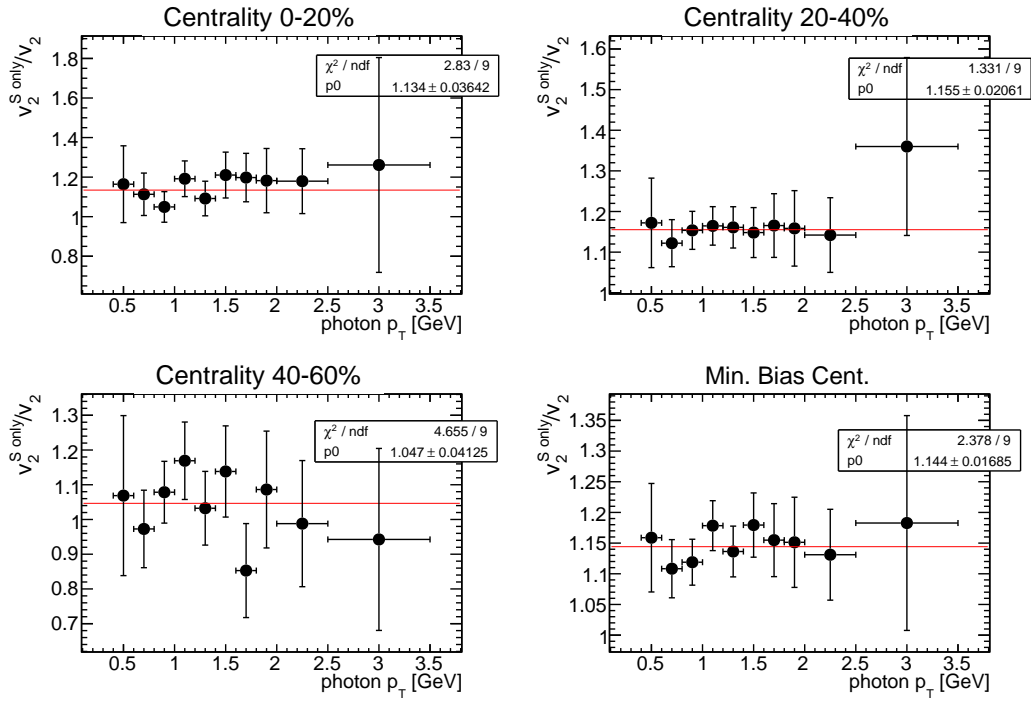 Centrality 0-20%
v₂^S only/v₂
1.8
1.6
1.4
1.2
1
0.8
χ² / ndf 2.83 / 9
p0 1.134 ± 0.03642
0.5 1 1.5 2 2.5 3 3.5
photon p_T [GeV]
Centrality 20-40%
v₂^S only/v₂
1.6
1.5
1.4
1.3
1.2
1.1
1
χ² / ndf 1.331 / 9
p0 1.155 ± 0.02061
0.5 1 1.5 2 2.5 3 3.5
photon p_T [GeV]
Centrality 40-60%
v₂^S only/v₂
1.3
1.2
1.1
1
0.9
0.8
0.7
χ² / ndf 4.655 / 9
p0 1.047 ± 0.04125
0.5 1 1.5 2 2.5 3 3.5
photon p_T [GeV]
Min. Bias Cent.
v₂^S only/v₂
1.35
1.3
1.25
1.2
1.15
1.1
1.05
1
χ² / ndf 2.378 / 9
p0 1.144 ± 0.01685
0.5 1 1.5 2 2.5 3 3.5
photon p_T [GeV]